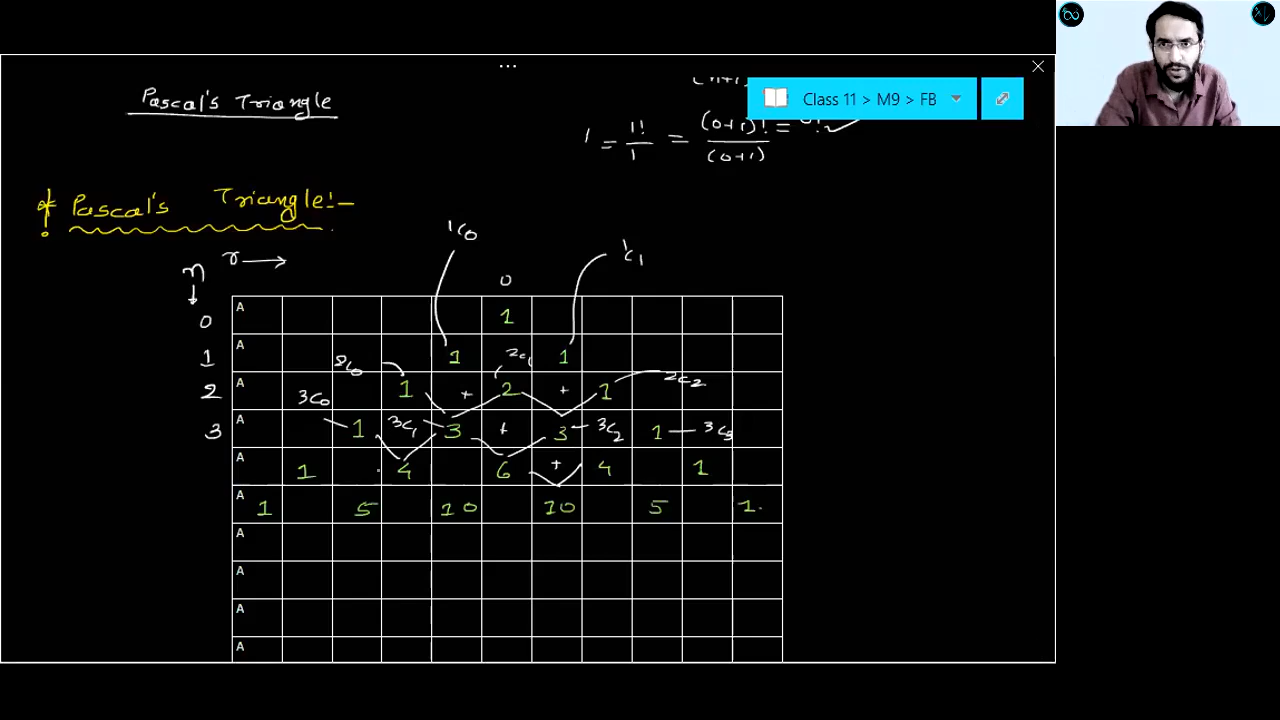 Pascal's Triangle
Class 11 > M9 > FB
1 = 1!/1 = (0+1)!/(0+1) = 0!
* Pascal's Triangle:-
1C0 1C1
n r → 0
0 A 1
1 A 1 1
2C0 2C1 2C2
2 A 1 + 2 + 1
3C0 3C1 3C2 3C3
3 A 1 3 + 3 1
A 1 4 6 + 4 1
A 1 5 10 10 5 1.
A
A
A
A